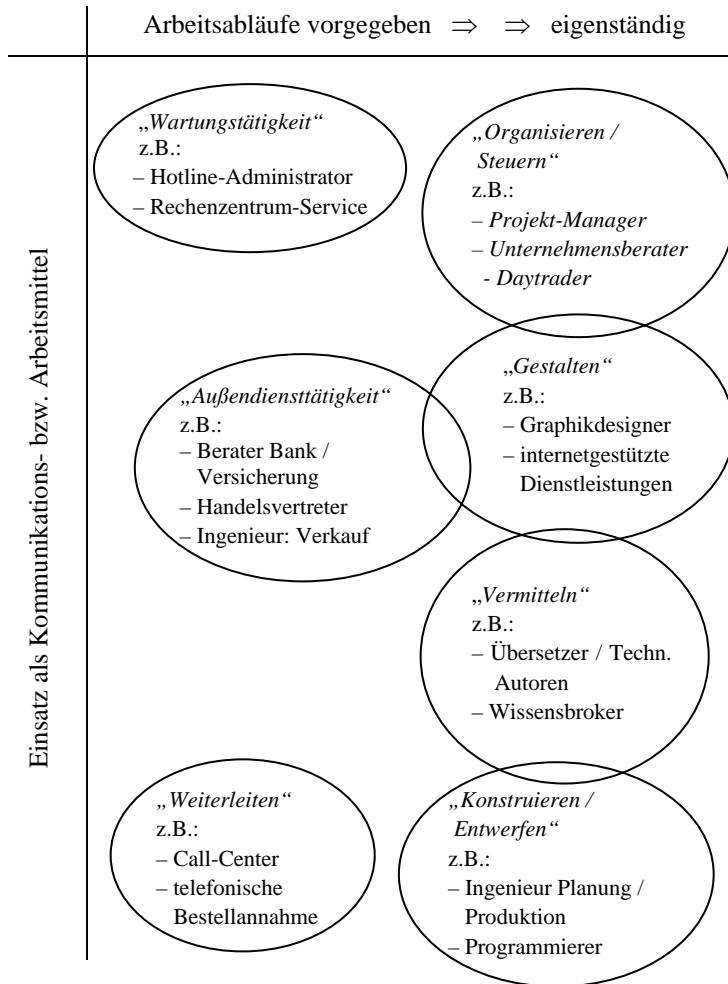 Arbeitsabläufe vorgegeben ⇒ ⇒ eigenständig
Einsatz als Kommunikations- bzw. Arbeitsmittel
„Wartungstätigkeit“
z.B.:
– Hotline-Administrator
– Rechenzentrum-Service
„Organisieren /
Steuern“
z.B.:
– Projekt-Manager
– Unternehmensberater
- Daytrader
„Außendiensttätigkeit“
z.B.:
– Berater Bank /
Versicherung
– Handelsvertreter
– Ingenieur: Verkauf
„Gestalten“
z.B.:
– Graphikdesigner
– internetgestützte
Dienstleistungen
„Vermitteln“
z.B.:
– Übersetzer / Techn.
Autoren
– Wissensbroker
„Weiterleiten“
z.B.:
– Call-Center
– telefonische
Bestellannahme
„Konstruieren /
Entwerfen“
z.B.:
– Ingenieur Planung /
Produktion
– Programmierer